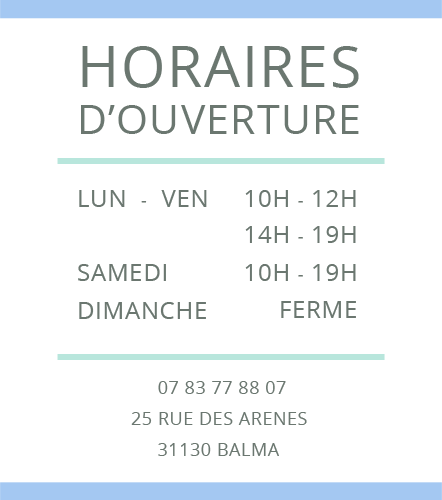 HORAIRES
D’OUVERTURE
LUN - VEN 10H - 12H
14H - 19H
SAMEDI 10H - 19H
DIMANCHE FERME
07 83 77 88 07
25 RUE DES ARENES
31130 BALMA